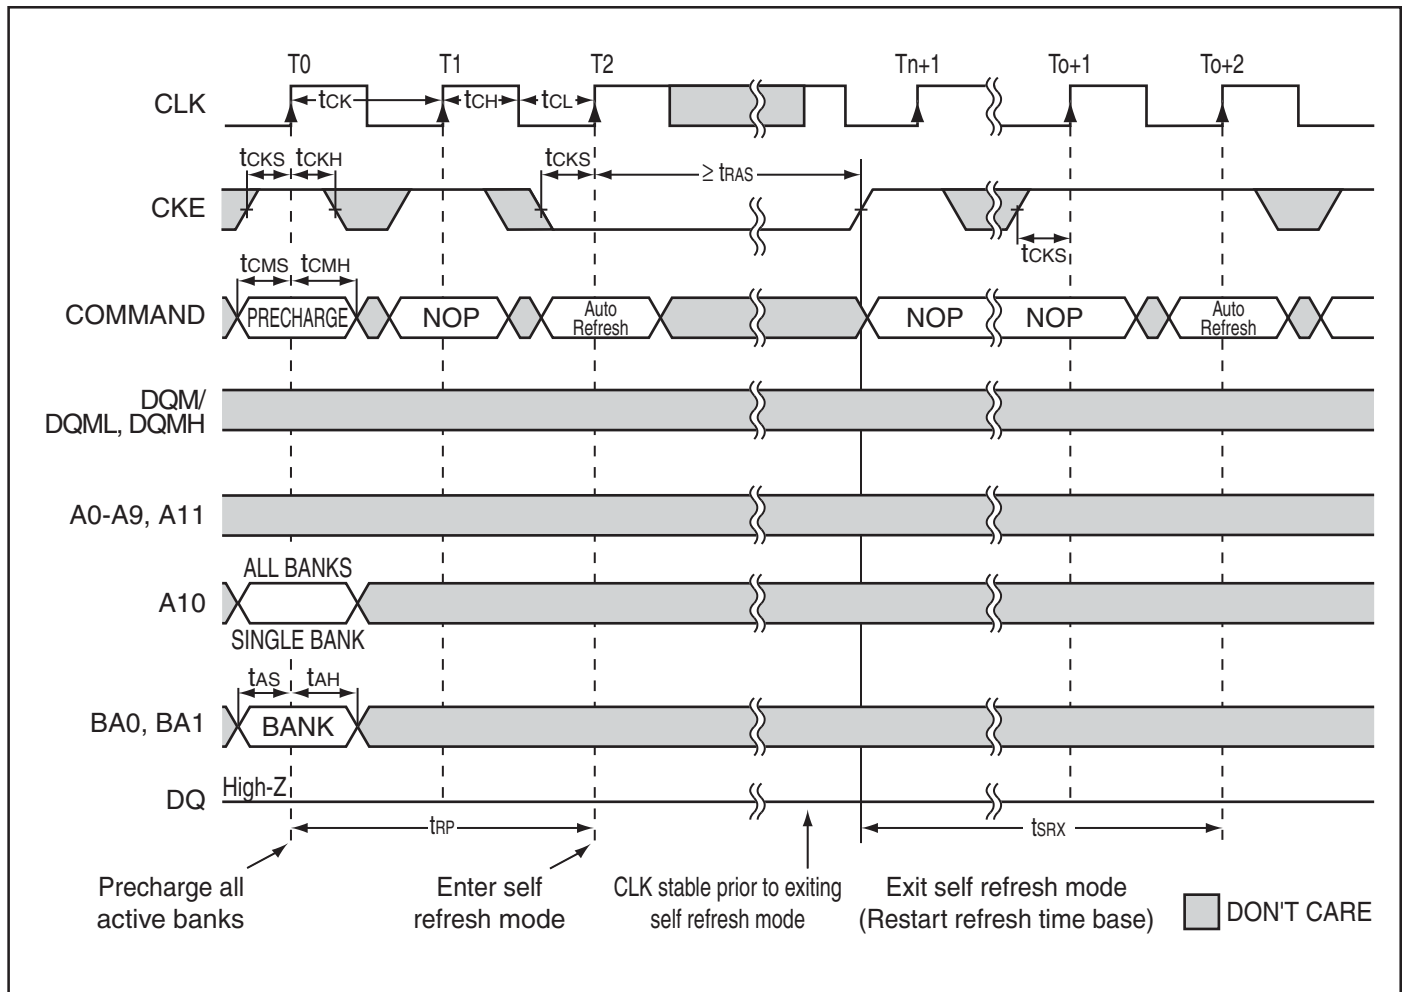 T0 T1 T2 Tn+1 To+1 To+2
CLK tCK tCH tCL
tCKS tCKH tCKS ≥ tRAS
CKE
tCKS
tCMS tCMH
COMMAND PRECHARGE NOP Auto Refresh NOP NOP Auto Refresh
DQM/
DQML, DQMH
A0-A9, A11
ALL BANKS
A10
SINGLE BANK
tAS tAH
BA0, BA1 BANK
DQ High-Z
tRP tSRX
Precharge all
active banks
Enter self
refresh mode
CLK stable prior to exiting
self refresh mode
Exit self refresh mode
(Restart refresh time base)
DON'T CARE